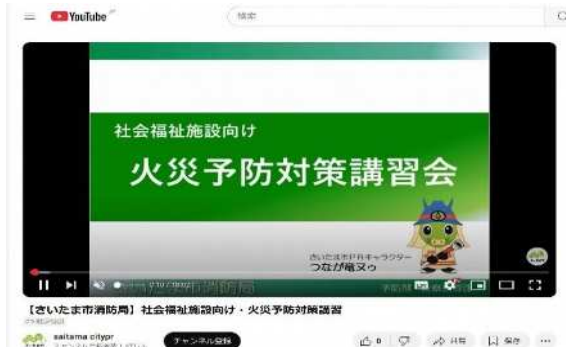 YouTube JP
検索
社会福祉施設向け
火災予防対策講習会
さいたま市PRキャラクター
つなが竜ヌゥ
【さいたま市消防局】社会福祉施設向け・火災予防対策講習
saitama citypr
チャンネル登録
0
共有
保存